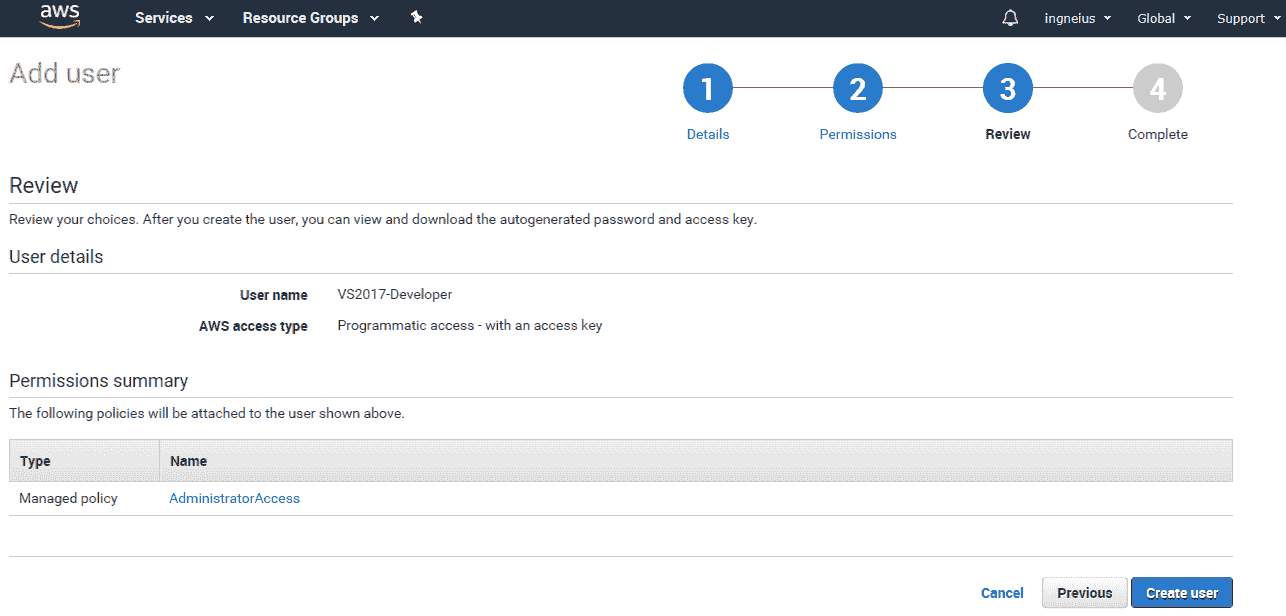 aws Services Resource Groups ingneius Global Support
Add user
1 2 3 4
Details Permissions Review Complete
Review
Review your choices. After you create the user, you can view and download the autogenerated password and access key.
User details
User name VS2017-Developer
AWS access type Programmatic access - with an access key
Permissions summary
The following policies will be attached to the user shown above.
Type Name
Managed policy AdministratorAccess
Cancel Previous Create user